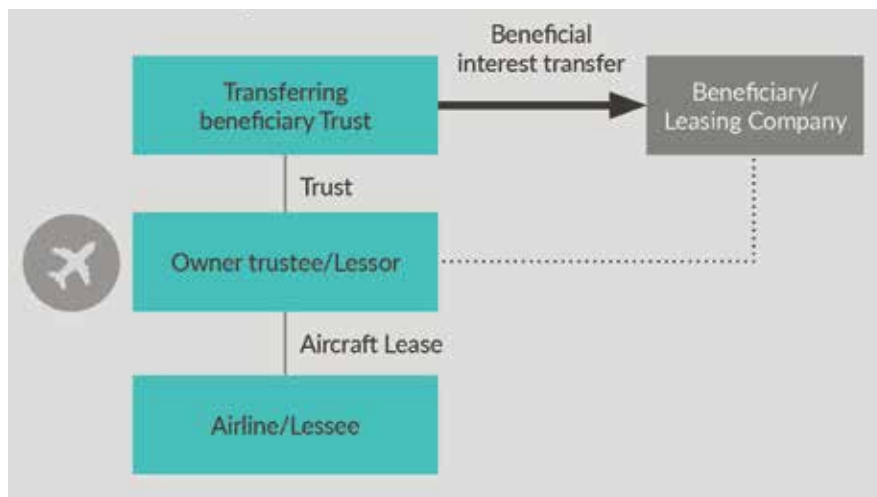 Beneficial
interest transfer
Transferring
beneficiary Trust
Beneficiary/
Leasing Company
Trust
Owner trustee/Lessor
Aircraft Lease
Airline/Lessee